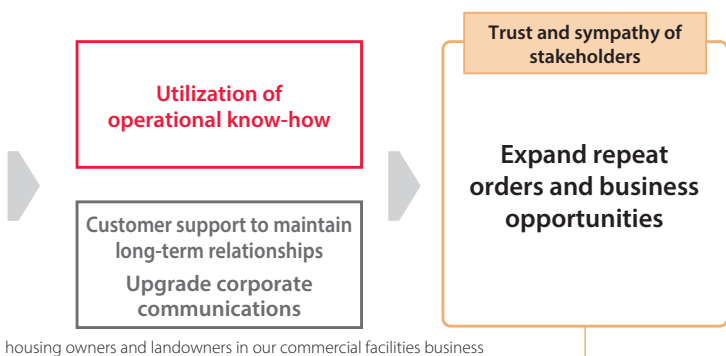 Utilization of
operational know-how
Customer support to maintain
long-term relationships
Upgrade corporate
communications
Trust and sympathy of
stakeholders
Expand repeat
orders and business
opportunities
housing owners and landowners in our commercial facilities business